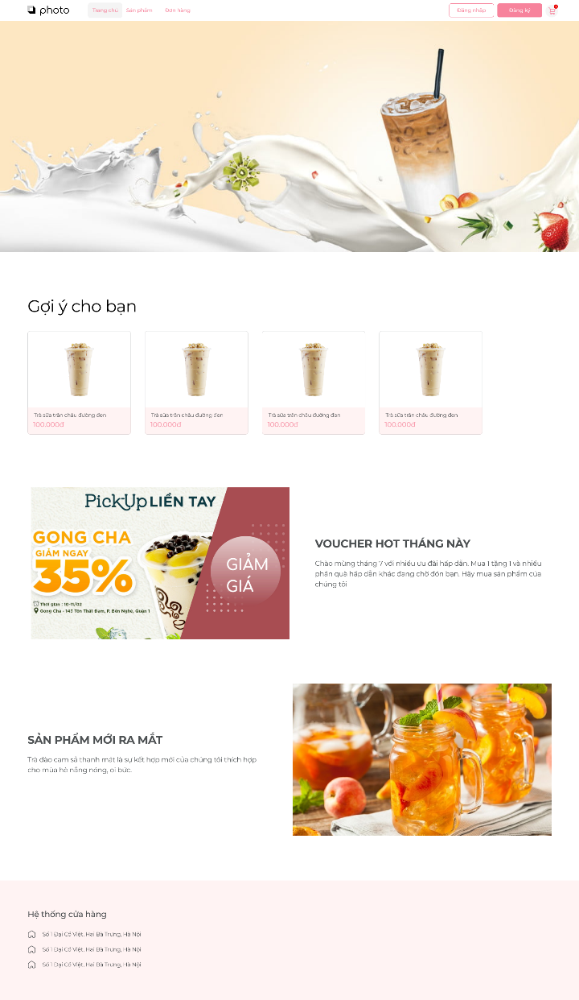 photo
Trang chủ
Sản phẩm
Đơn hàng
Đăng nhập
Đăng ký
Gợi ý cho bạn
Trà sữa trân châu đường đen
100.000đ
Trà sữa trân châu đường đen
100.000đ
Trà sữa trân châu đường đen
100.000đ
Trà sữa trân châu đường đen
100.000đ
PickUp LIỀN TAY
GONG CHA
GIẢM NGAY
35%
Thời gian : 10-11/02
Gong Cha - 143 Tôn Thất Đạm, P. Bến Nghé, Quận 1
GIẢM
GIÁ
VOUCHER HOT THÁNG NÀY
Chào mùng tháng 7 với nhiều ưu đãi hấp dẫn. Mua 1 tặng 1 và nhiều
phần quà hấp dẫn khác đang chờ đón bạn. Hãy mua sản phẩm của
chúng tôi
SẢN PHẨM MỚI RA MẮT
Trà đào cam sả thanh mát là sự kết hợp mới của chúng tôi thích hợp
cho mùa hè nắng nóng, oi bức.
Hệ thống cửa hàng
Số 1 Đại Cồ Việt, Hai Bà Trưng, Hà Nội
Số 1 Đại Cồ Việt, Hai Bà Trưng, Hà Nội
Số 1 Đại Cồ Việt, Hai Bà Trưng, Hà Nội